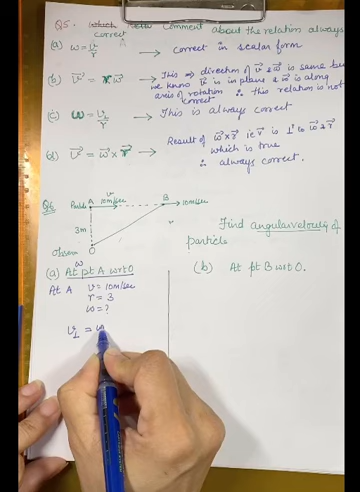 Q5. which Comment about the relation always
(a) ω = v/r → Correct in scalar form
(b) v⃗ = r ω⃗ → This ⇒ direction of v⃗ & ω⃗ is same but
we know v⃗ is in plane & ω⃗ is along
axis of rotation ∴ this relation is not
correct
(c) ω = v⊥/r → This is always correct
(d) v⃗ = ω⃗ × r⃗ → Result of ω⃗ × r⃗ ie v⃗ is ⊥r to ω⃗ & r⃗
which is true
∴ always correct.
Q6 A v B
Particle 10m/sec 10m/sec
3m
Observer O
Find angular velocity of
particle
(a) At pt A wrt O
(b) At pt B wrt O.
At A v = 10m/sec
r = 3
ω = ?
v⊥ = ω